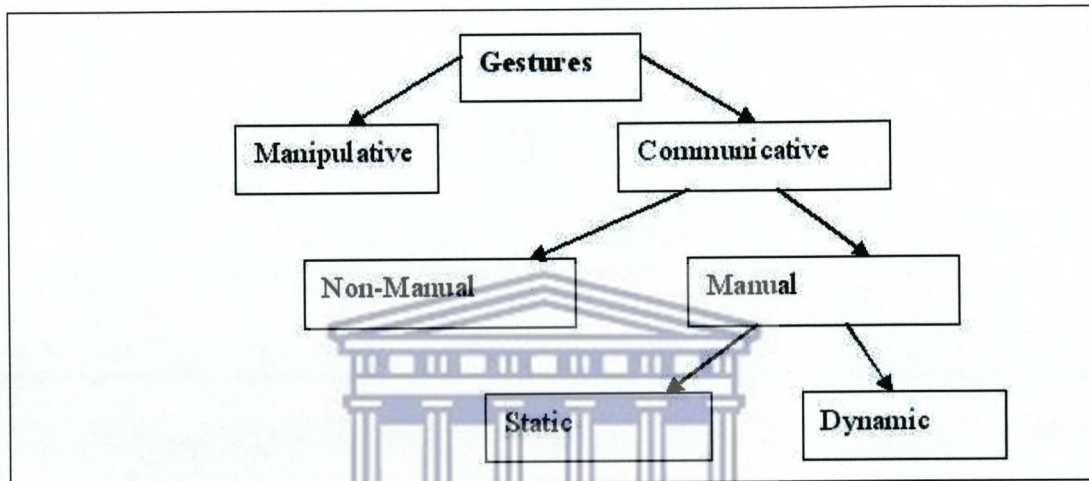 Gestures
Manipulative
Communicative
Non-Manual
Manual
Static
Dynamic